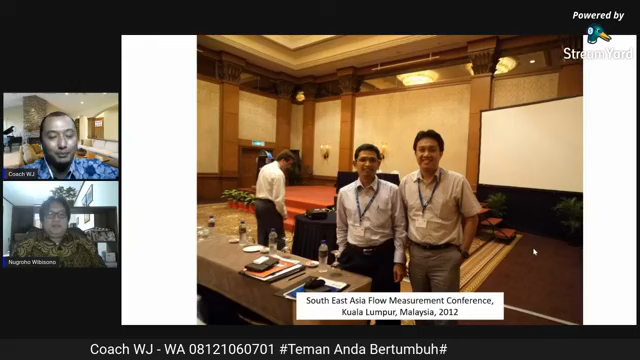 Powered by
StreamYard
Coach WJ
Nugroho Wibisono
South East Asia Flow Measurement Conference,
Kuala Lumpur, Malaysia, 2012
Coach WJ - WA 08121060701 #Teman Anda Bertumbuh#